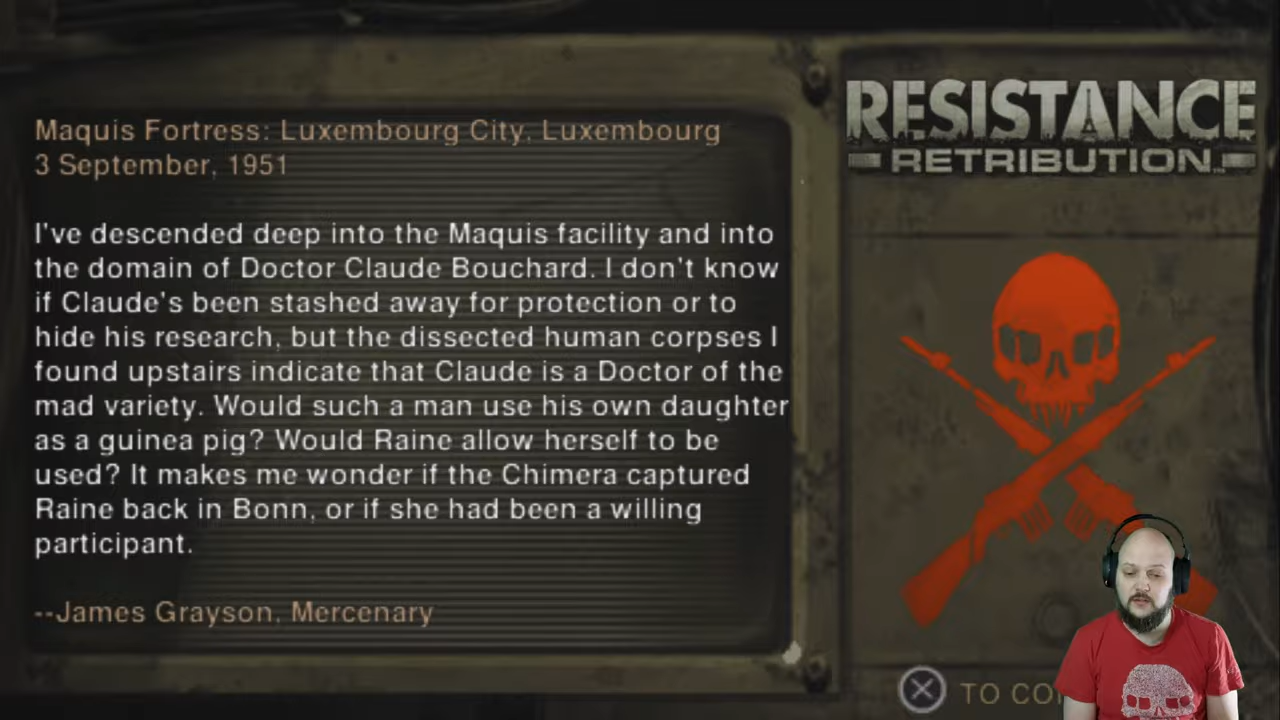 Maquis Fortress: Luxembourg City, Luxembourg
3 September, 1951
I've descended deep into the Maquis facility and into
the domain of Doctor Claude Bouchard. I don't know
if Claude's been stashed away for protection or to
hide his research, but the dissected human corpses I
found upstairs indicate that Claude is a Doctor of the
mad variety. Would such a man use his own daughter
as a guinea pig? Would Raine allow herself to be
used? It makes me wonder if the Chimera captured
Raine back in Bonn, or if she had been a willing
participant.
--James Grayson, Mercenary
RESISTANCE
RETRIBUTION™
TO